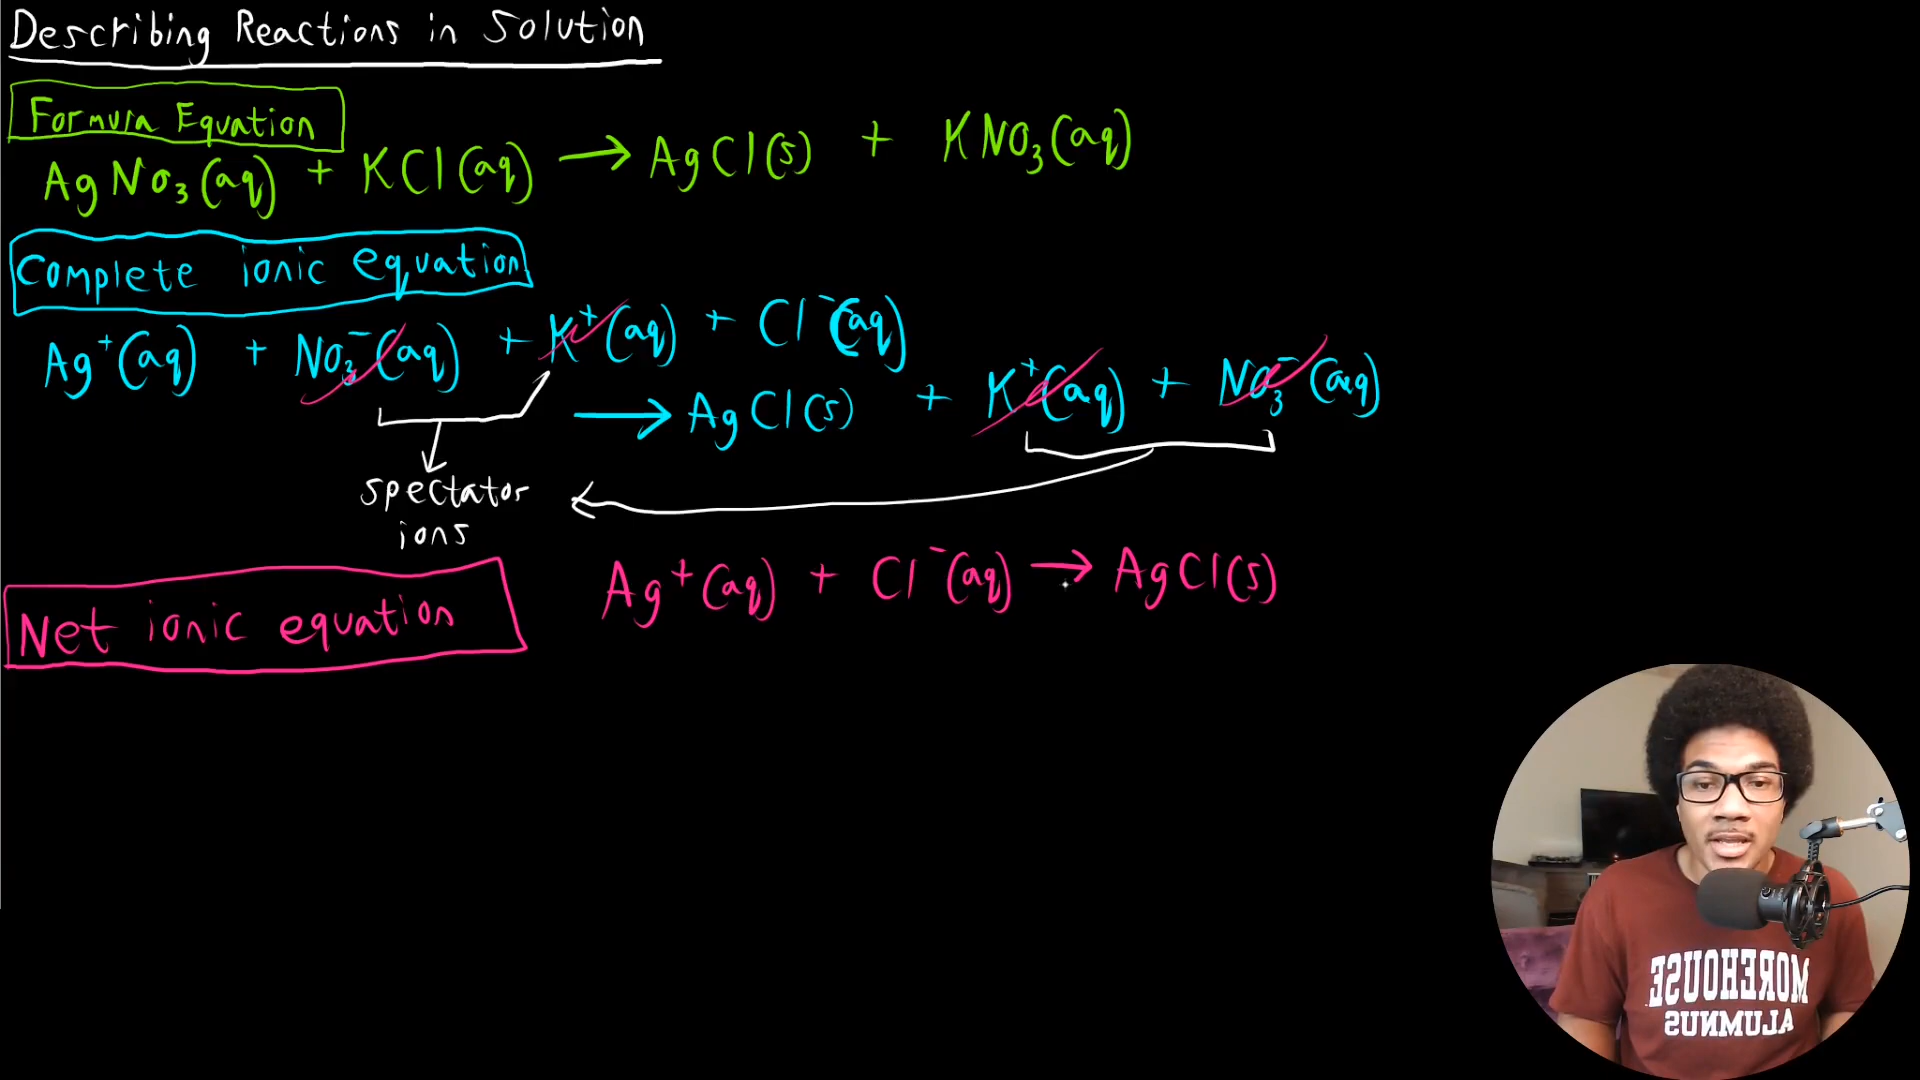 Describing Reactions in Solution
Formula Equation
AgNO₃(aq) + KCl(aq) → AgCl(s) + KNO₃(aq)
Complete ionic equation
Ag⁺(aq) + NO₃⁻(aq) + K⁺(aq) + Cl⁻(aq)
→ AgCl(s) + K⁺(aq) + NO₃⁻(aq)
spectator
ions
Net ionic equation
Ag⁺(aq) + Cl⁻(aq) → AgCl(s)
MOREHOUSE
ALUMNUS